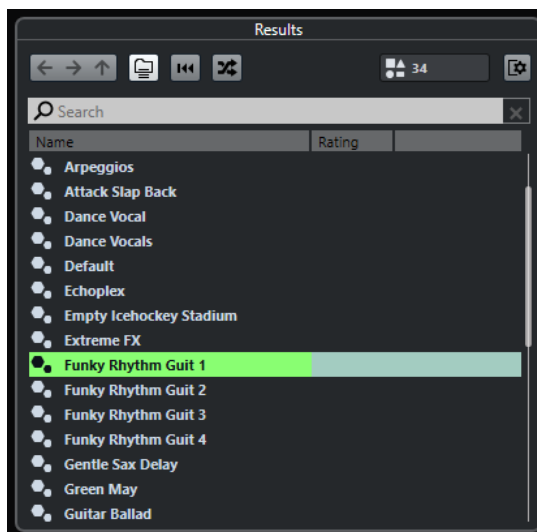 Results
34
Search
Name Rating
Arpeggios
Attack Slap Back
Dance Vocal
Dance Vocals
Default
Echoplex
Empty Icehockey Stadium
Extreme FX
Funky Rhythm Guit 1
Funky Rhythm Guit 2
Funky Rhythm Guit 3
Funky Rhythm Guit 4
Gentle Sax Delay
Green May
Guitar Ballad